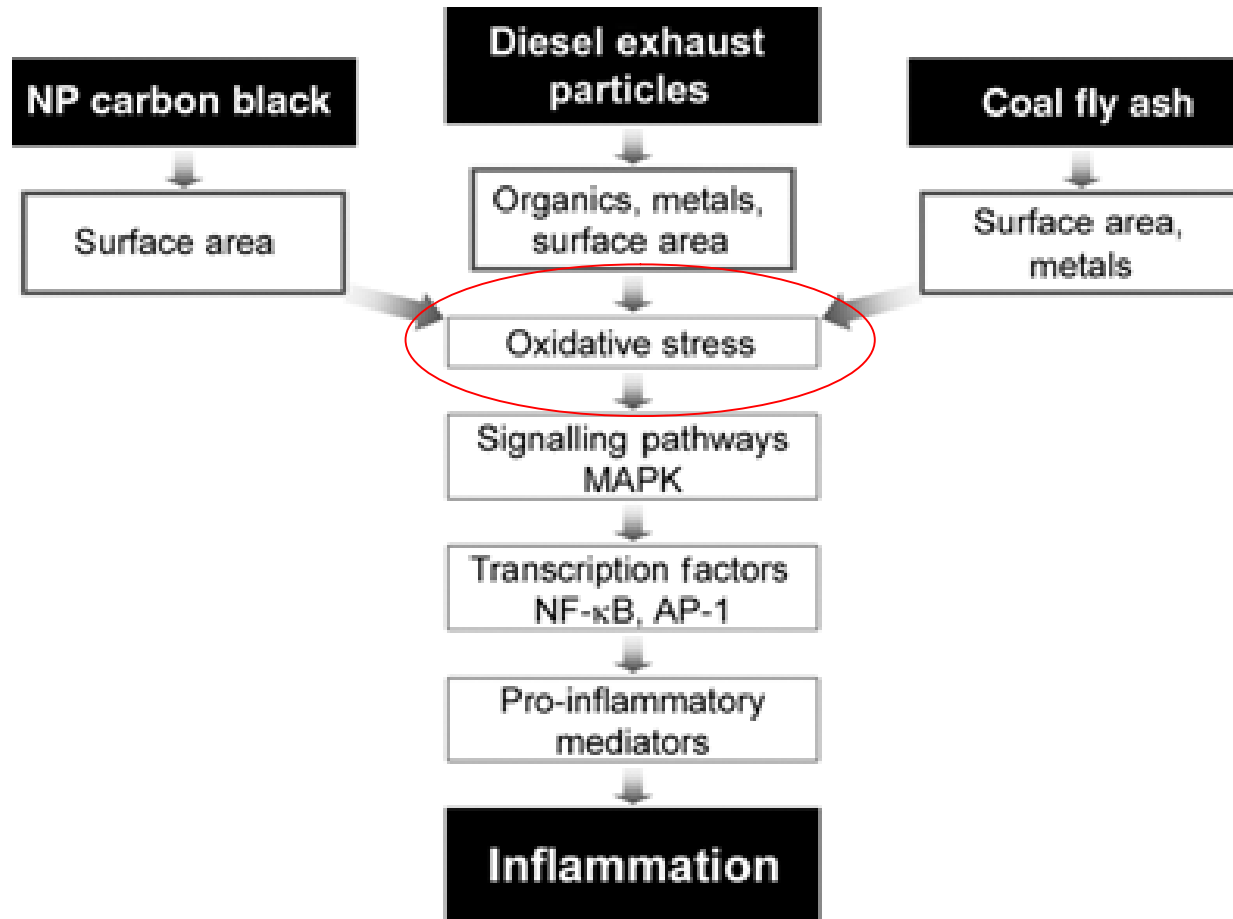 NP carbon black
Diesel exhaust
particles
Coal fly ash
Surface area
Organics, metals,
surface area
Surface area,
metals
Oxidative stress
Signalling pathways
MAPK
Transcription factors
NF-κB, AP-1
Pro-inflammatory
mediators
Inflammation